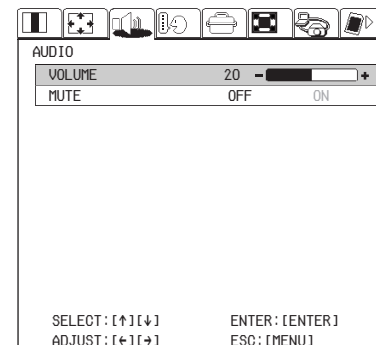 AUDIO
VOLUME 20 - +
MUTE OFF ON
SELECT:[↑][↓] ENTER:[ENTER]
ADJUST:[←][→] ESC:[MENU]